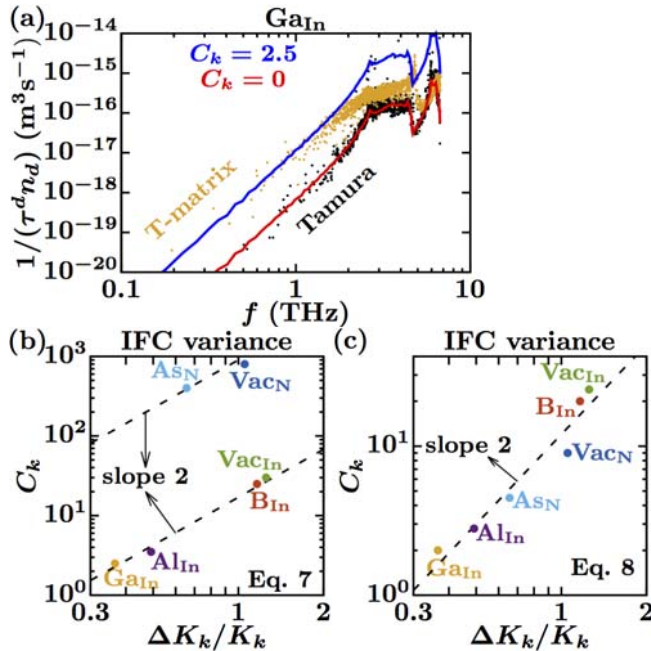 (a) Ga_In
1/(τ^d n_d) (m^3 s^−1)
10^−14
10^−15
10^−16
10^−17
10^−18
10^−19
10^−20
C_k = 2.5
C_k = 0
T-matrix
Tamura
0.1 1 10
f (THz)
(b) IFC variance
C_k
10^3
10^2
10^1
10^0
As_N
Vac_N
slope 2
Vac_In
B_In
Al_In
Ga_In
Eq. 7
0.3 1 2
ΔK_k/K_k
(c) IFC variance
C_k
10^1
10^0
Vac_In
B_In
slope 2
Vac_N
As_N
Al_In
Ga_In
Eq. 8
0.3 1 2
ΔK_k/K_k